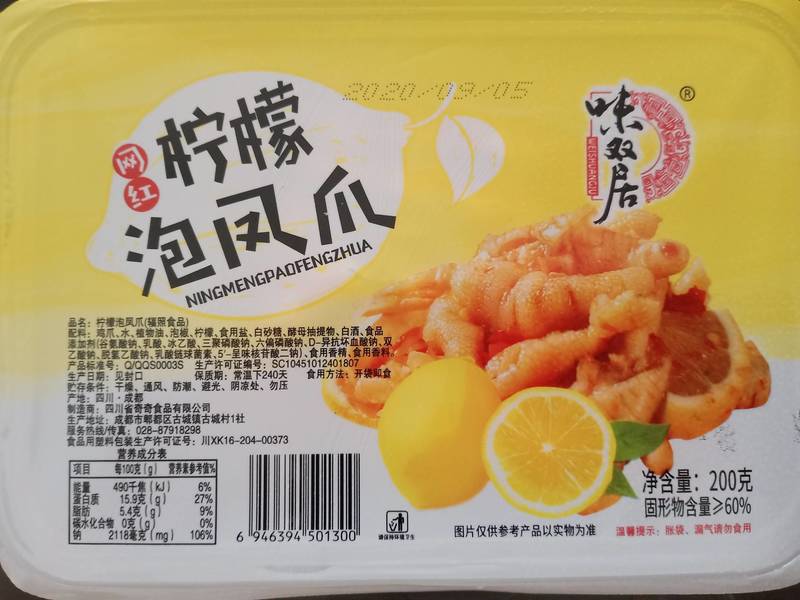 2020/09/05
网红
柠檬
泡凤爪
NINGMENGPAOFENGZHUA
味双居
WEISHUANGJU
®
品名：柠檬泡凤爪(辐照食品)
配料：鸡爪、水、植物油、泡椒、柠檬、食用盐、白砂糖、酵母抽提物、白酒、食品
添加剂(谷氨酸钠、乳酸、冰乙酸、三聚磷酸钠、六偏磷酸钠、D-异抗坏血酸钠、双
乙酸钠、脱氢乙酸钠、乳酸链球菌素、5'-呈味核苷酸二钠)、食用香精、食用香料。
产品标准号：Q/QQS0003S 生产许可证编号：SC10451012401807
生产日期：见封口 保质期：常温下240天 食用方法：开袋即食
贮存条件：干燥、通风、防潮、避光、阴凉处、勿压
产地：四川·成都
制造商：四川省奇奇食品有限公司
生产地址：成都市郫都区古城镇古城村1社
服务热线/传真：028-87918298
食品用塑料包装生产许可证号：川XK16-204-00373
营养成分表
项目 每100克(g) 营养素参考值%
能量 490千焦(kJ) 6%
蛋白质 15.9克(g) 27%
脂肪 5.4克(g) 9%
碳水化合物 0克(g) 0%
钠 2118毫克(mg) 106%
6 946394 501300
请保持环境卫生
图片仅供参考产品以实物为准
净含量：200克
固形物含量≥60%
温馨提示：胀袋、漏气请勿食用